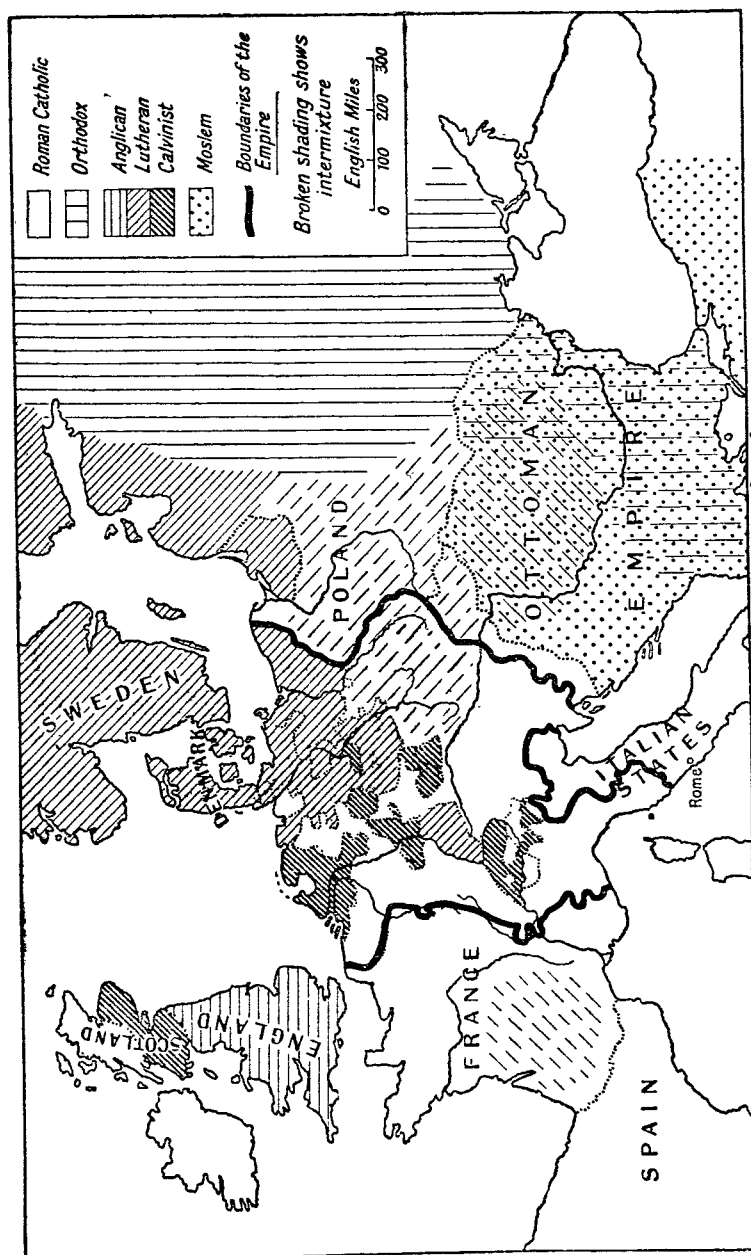 Roman Catholic
Orthodox
Anglican'
Lutheran
Calvinist
Moslem
Boundaries of the
Empire
Broken shading shows
intermixture
English Miles
0 100 200 300
SWEDEN
DENMARK
SCOTLAND
ENGLAND
POLAND
FRANCE
OTTOMAN
EMPIRE
ITALIAN
STATES
Rome
SPAIN